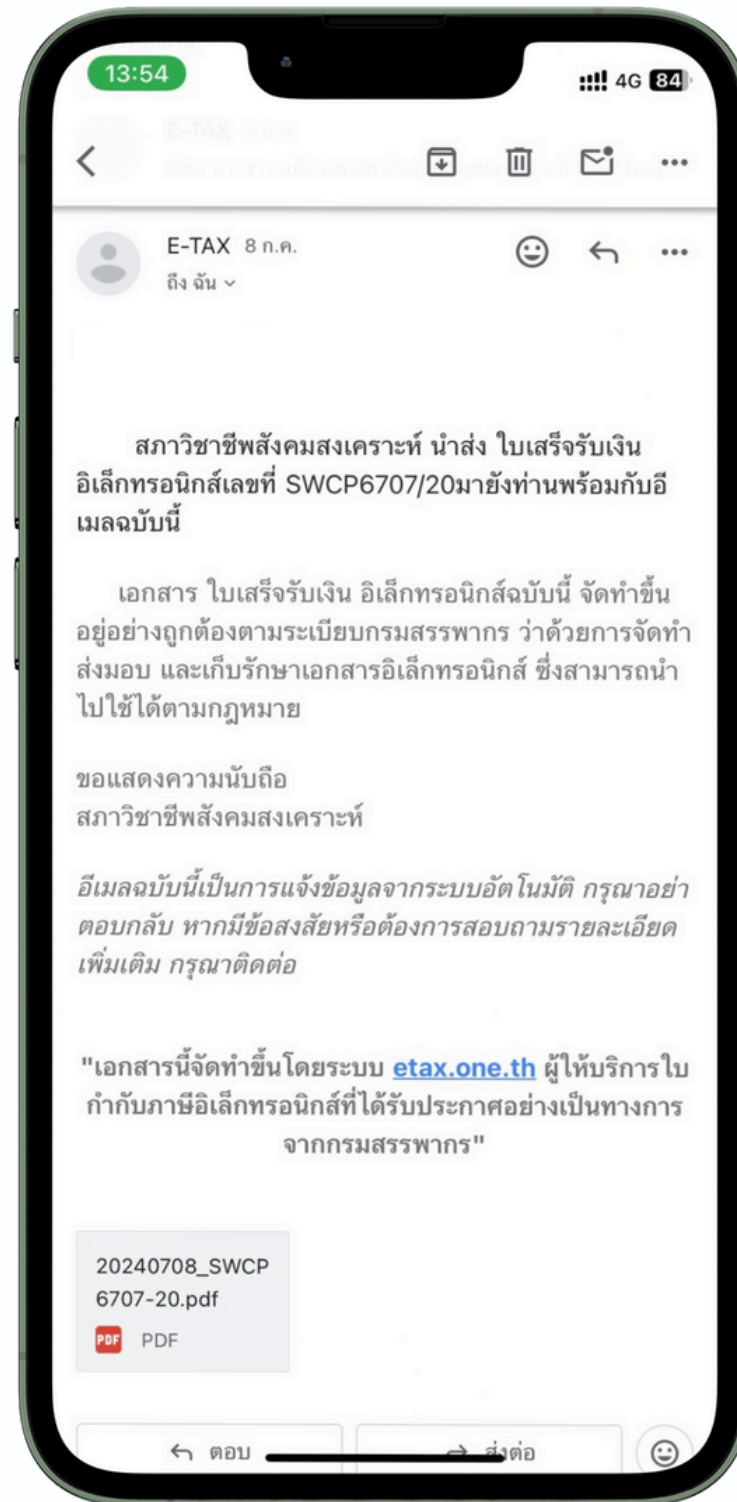 13:54
4G 84
E-TAX 8 ก.ค.
ถึง ฉัน
สภาวิชาชีพสังคมสงเคราะห์ นำส่ง ใบเสร็จรับเงิน
อิเล็กทรอนิกส์เลขที่ SWCP6707/20มายังท่านพร้อมกับอี
เมลฉบับนี้
เอกสาร ใบเสร็จรับเงิน อิเล็กทรอนิกส์ฉบับนี้ จัดทำขึ้น
อยู่อย่างถูกต้องตามระเบียบกรมสรรพากร ว่าด้วยการจัดทำ
ส่งมอบ และเก็บรักษาเอกสารอิเล็กทรอนิกส์ ซึ่งสามารถนำ
ไปใช้ได้ตามกฎหมาย
ขอแสดงความนับถือ
สภาวิชาชีพสังคมสงเคราะห์
อีเมลฉบับนี้เป็นการแจ้งข้อมูลจากระบบอัตโนมัติ กรุณาอย่า
ตอบกลับ หากมีข้อสงสัยหรือต้องการสอบถามรายละเอียด
เพิ่มเติม กรุณาติดต่อ
"เอกสารนี้จัดทำขึ้นโดยระบบ etax.one.th ผู้ให้บริการใบ
กำกับภาษีอิเล็กทรอนิกส์ที่ได้รับประกาศอย่างเป็นทางการ
จากกรมสรรพากร"
20240708_SWCP
6707-20.pdf
PDF PDF
ตอบ ส่งต่อ